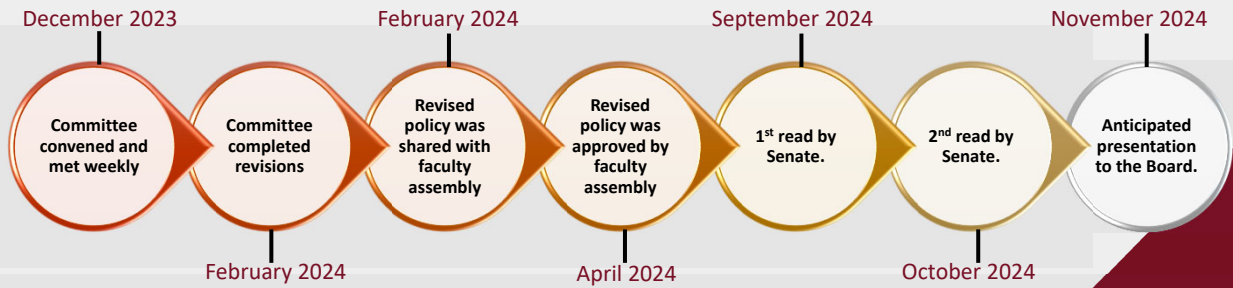 December 2023
February 2024
September 2024
November 2024
Committee
convened and
met weekly
Committee
completed
revisions
Revised
policy was
shared with
faculty
assembly
Revised
policy was
approved by
faculty
assembly
1st read by
Senate.
2nd read by
Senate.
Anticipated
presentation
to the Board.
February 2024
April 2024
October 2024